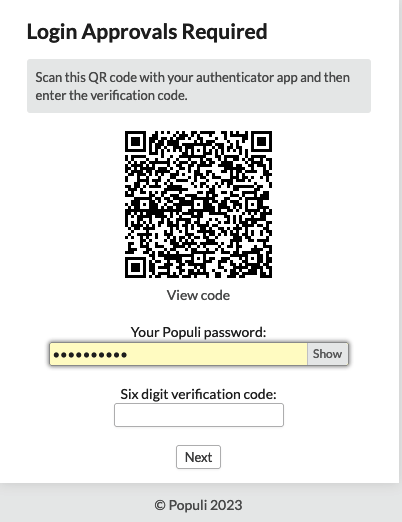 Login Approvals Required
Scan this QR code with your authenticator app and then
enter the verification code.
View code
Your Populi password:
••••••••••
Show
Six digit verification code:
Next
© Populi 2023